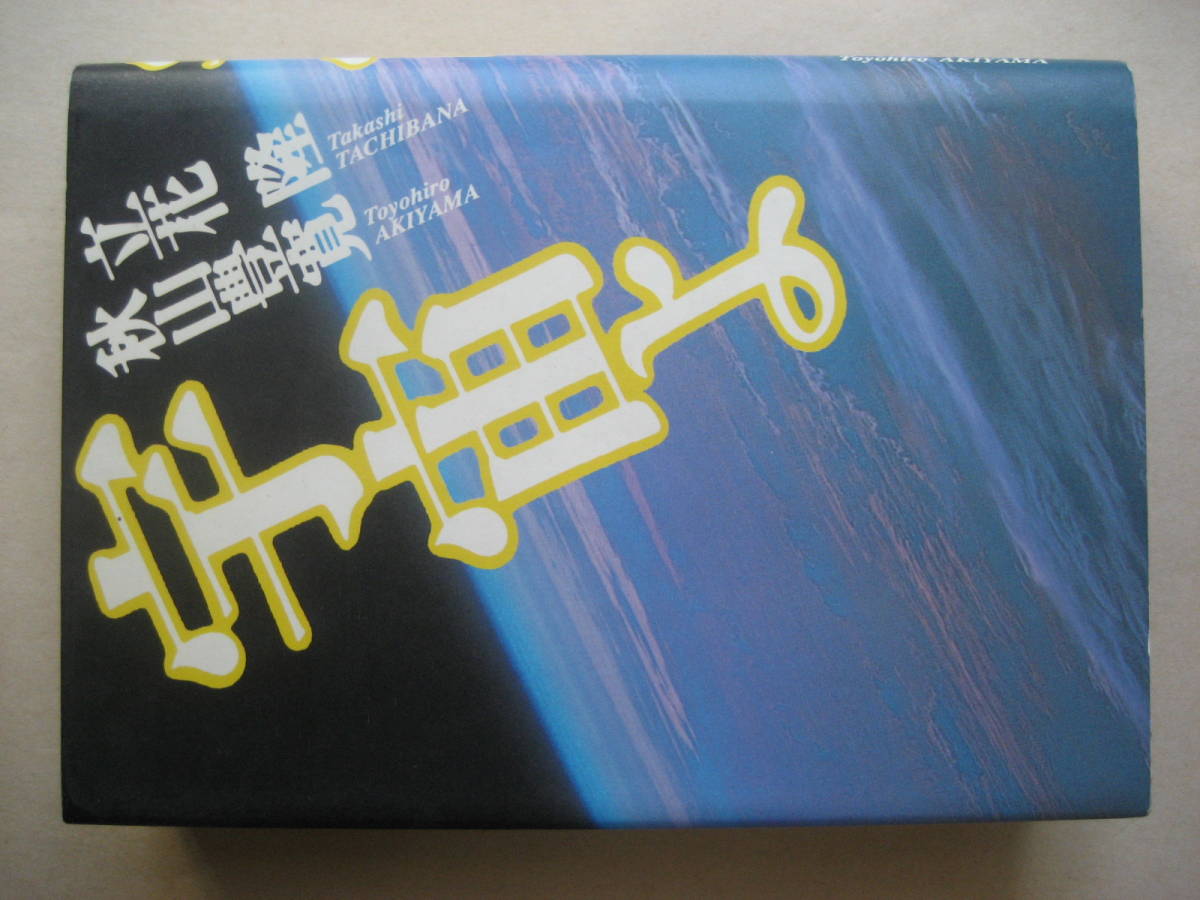 Toyohiro AKIYAMA
立花 隆
Takashi
TACHIBANA
秋山豊寛
Toyohiro
AKIYAMA
宇宙よ